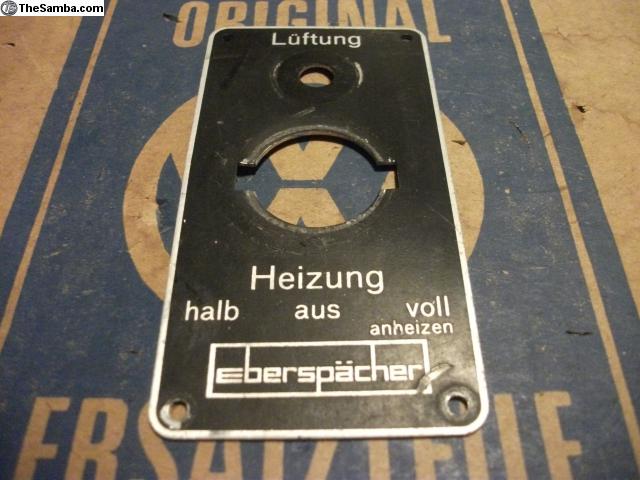 TheSamba.com
ORIGINAL
Lüftung
Heizung
halb aus voll
anheizen
eberspächer
ERSATZTEILE